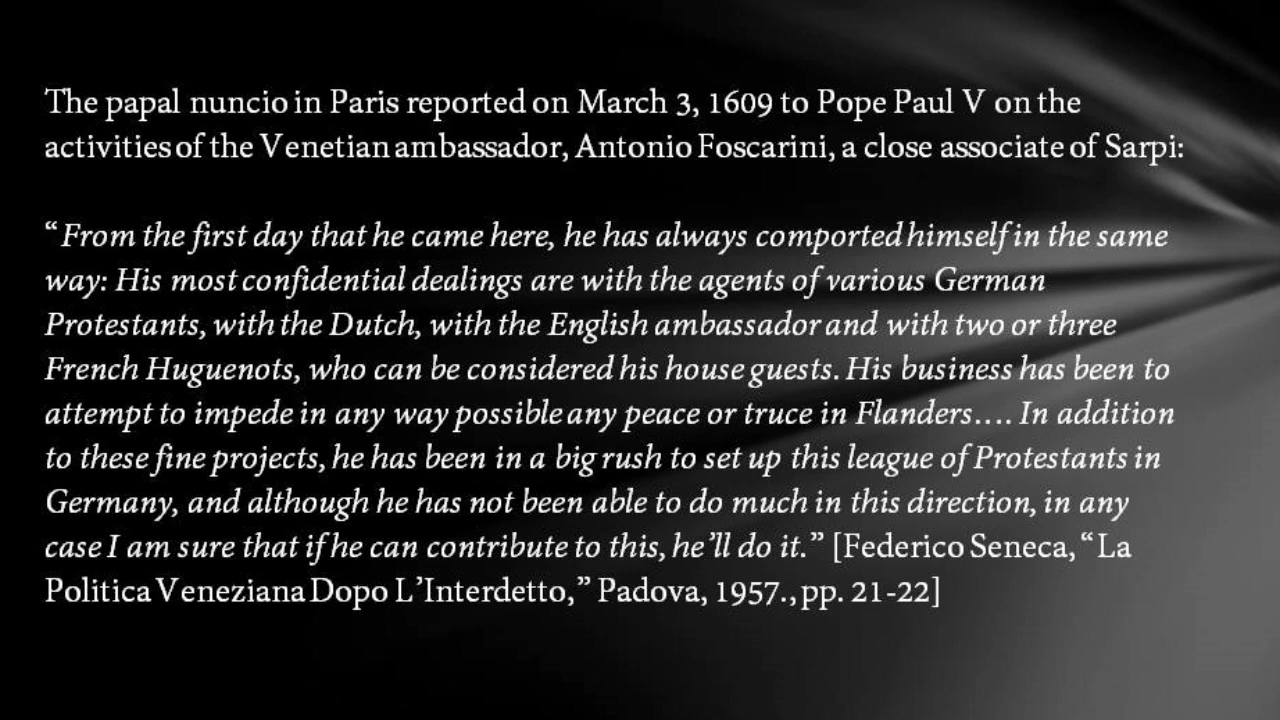 The papal nuncio in Paris reported on March 3, 1609 to Pope Paul V on the
activities of the Venetian ambassador, Antonio Foscarini, a close associate of Sarpi:
“From the first day that he came here, he has always comported himself in the same
way: His most confidential dealings are with the agents of various German
Protestants, with the Dutch, with the English ambassador and with two or three
French Huguenots, who can be considered his house guests. His business has been to
attempt to impede in any way possible any peace or truce in Flanders…. In addition
to these fine projects, he has been in a big rush to set up this league of Protestants in
Germany, and although he has not been able to do much in this direction, in any
case I am sure that if he can contribute to this, he’ll do it.” [Federico Seneca, “La
Politica Veneziana Dopo L’Interdetto,” Padova, 1957., pp. 21-22]